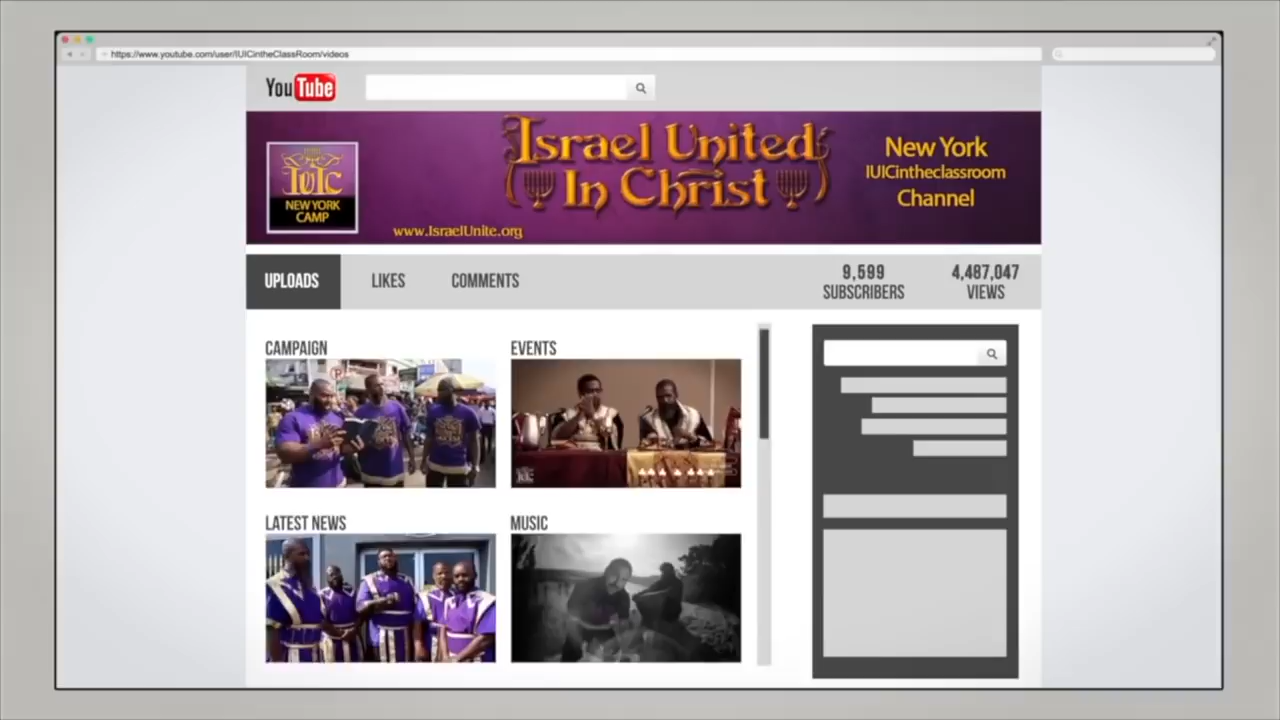 https://www.youtube.com/user/IUICintheClassRoom/videos
YouTube
Israel United
In Christ
New York
IUICintheclassroom
Channel
IUIC
NEW YORK
CAMP
www.IsraelUnite.org
UPLOADS
LIKES
COMMENTS
9,599
SUBSCRIBERS
4,487,047
VIEWS
CAMPAIGN
EVENTS
IUIC
LATEST NEWS
MUSIC